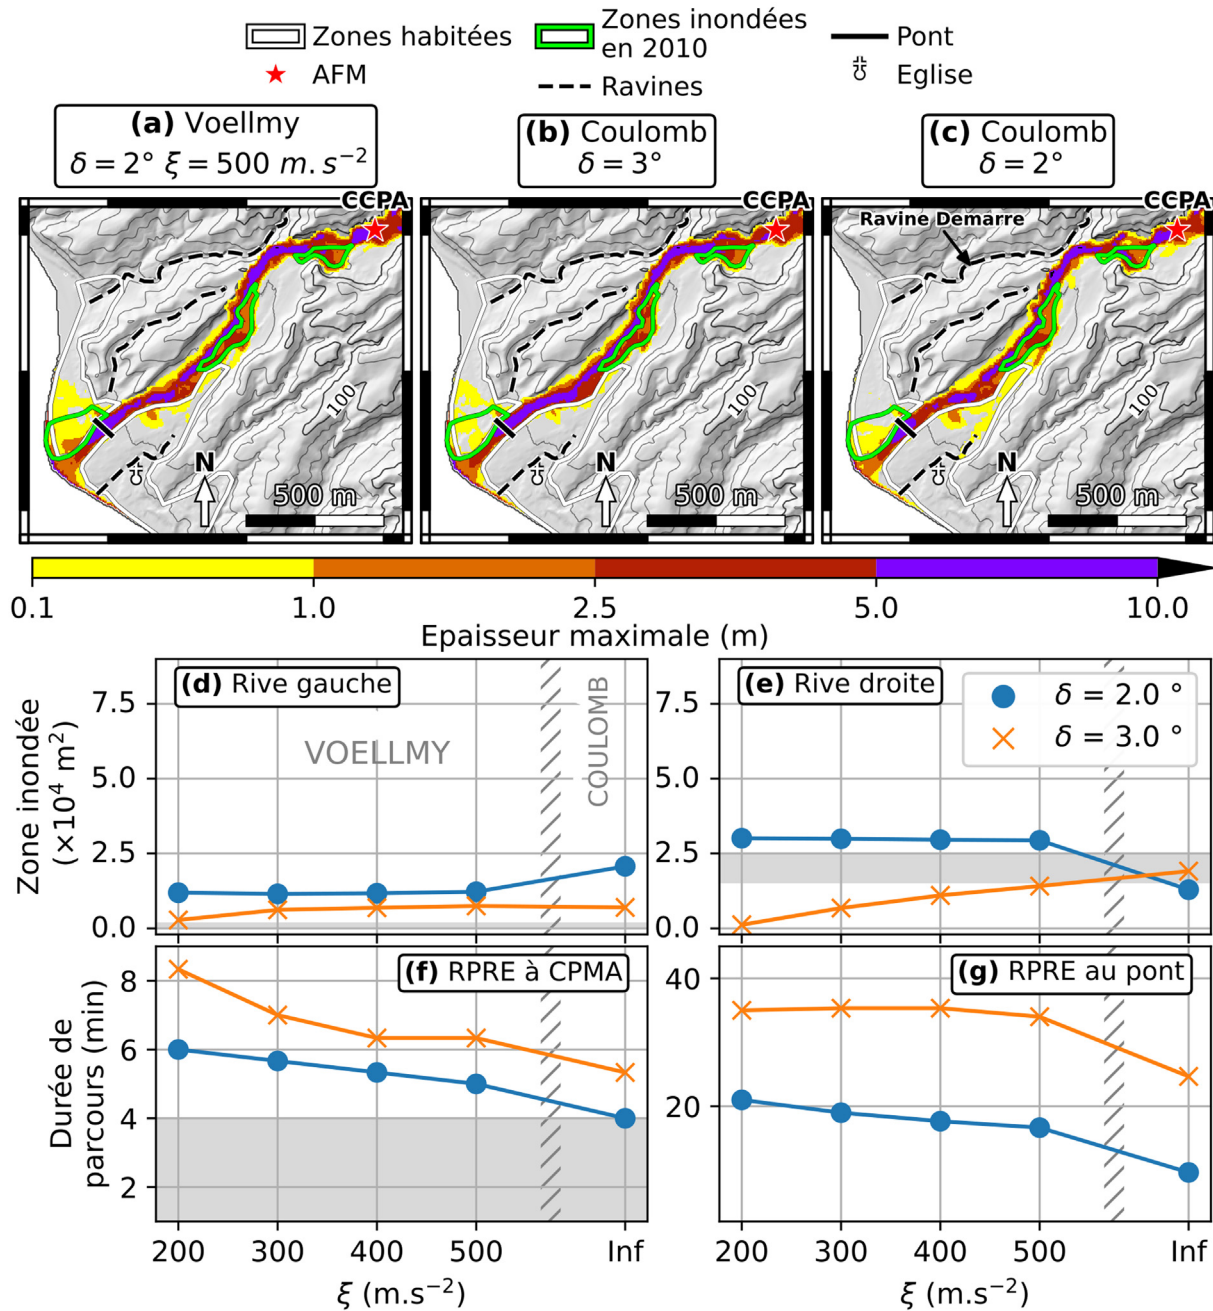 Zones habitées
Zones inondées
en 2010
Pont
AFM
Ravines
Eglise
(a) Voellmy
δ = 2° ξ = 500 m.s⁻²
(b) Coulomb
δ = 3°
(c) Coulomb
δ = 2°
CCPA
CCPA
CCPA
Ravine Demarre
100
100
100
N
500 m
N
500 m
N
500 m
0.1
1.0
2.5
5.0
10.0
Epaisseur maximale (m)
(d) Rive gauche
VOELLMY
COULOMB
7.5
5.0
2.5
0.0
Zone inondée
(×10⁴ m²)
(e) Rive droite
δ = 2.0 °
δ = 3.0 °
7.5
5.0
2.5
0.0
(f) RPRE à CPMA
8
6
4
2
Durée de
parcours (min)
200
300
400
500
Inf
ξ (m.s⁻²)
(g) RPRE au pont
40
20
200
300
400
500
Inf
ξ (m.s⁻²)